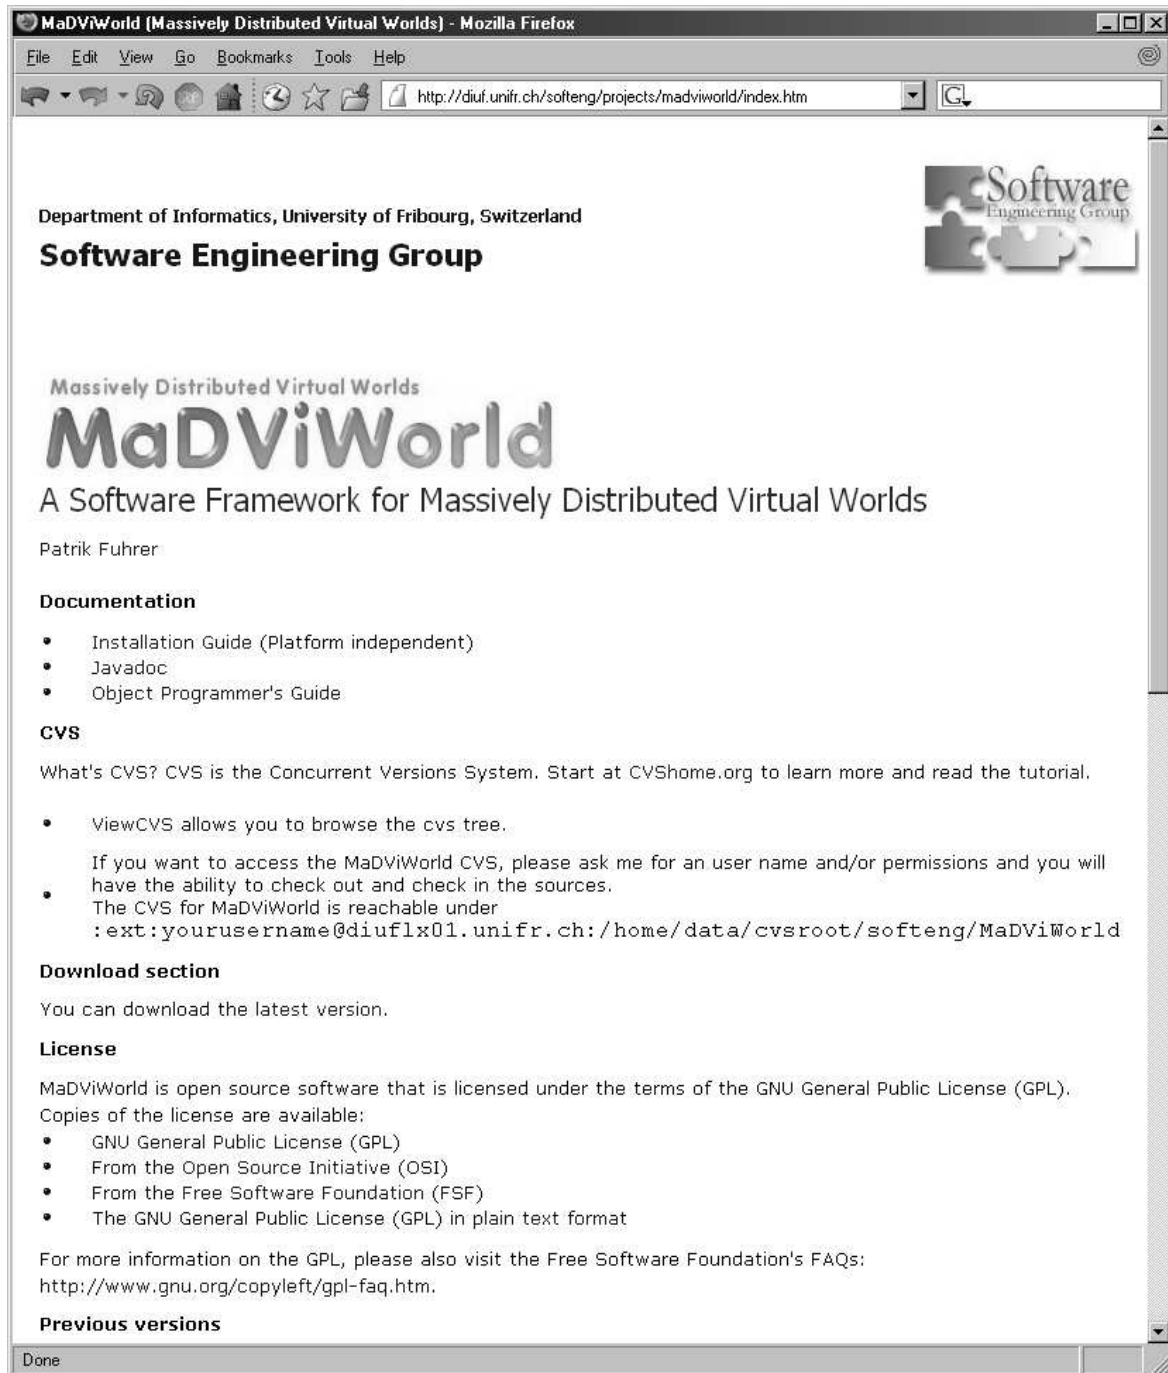 MaDViWorld (Massively Distributed Virtual Worlds) - Mozilla Firefox
File Edit View Go Bookmarks Tools Help
http://diuf.unifr.ch/softeng/projects/madviworld/index.htm
G
Software
Engineering Group
Department of Informatics, University of Fribourg, Switzerland
Software Engineering Group
Massively Distributed Virtual Worlds
MaDViWorld
A Software Framework for Massively Distributed Virtual Worlds
Patrik Fuhrer
Documentation
• Installation Guide (Platform independent)
• Javadoc
• Object Programmer's Guide
CVS
What's CVS? CVS is the Concurrent Versions System. Start at CVShome.org to learn more and read the tutorial.
• ViewCVS allows you to browse the cvs tree.
If you want to access the MaDViWorld CVS, please ask me for an user name and/or permissions and you will
• have the ability to check out and check in the sources.
The CVS for MaDViWorld is reachable under
:ext:yourusername@diuflx01.unifr.ch:/home/data/cvsroot/softeng/MaDViWorld
Download section
You can download the latest version.
License
MaDViWorld is open source software that is licensed under the terms of the GNU General Public License (GPL).
Copies of the license are available:
• GNU General Public License (GPL)
• From the Open Source Initiative (OSI)
• From the Free Software Foundation (FSF)
• The GNU General Public License (GPL) in plain text format
For more information on the GPL, please also visit the Free Software Foundation's FAQs:
http://www.gnu.org/copyleft/gpl-faq.htm.
Previous versions
Done